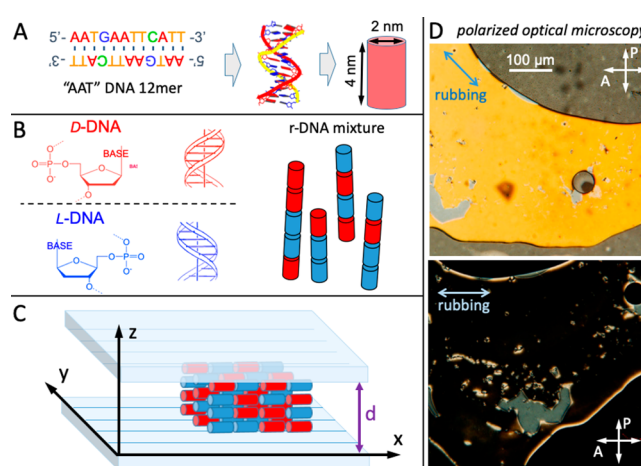 A
5'- AATGAATTCATT -3'
3'- TTACTTAAGTAA -5'
"AAT" DNA 12mer
2 nm
4 nm
B
D-DNA
BASE
O
P
O
O⁻
O
O
r-DNA mixture
L-DNA
BASE
O
O
P
O
O⁻
O
C
z
y
x
d
D
polarized optical microscopy
rubbing
100 µm
P
A
rubbing
P
A